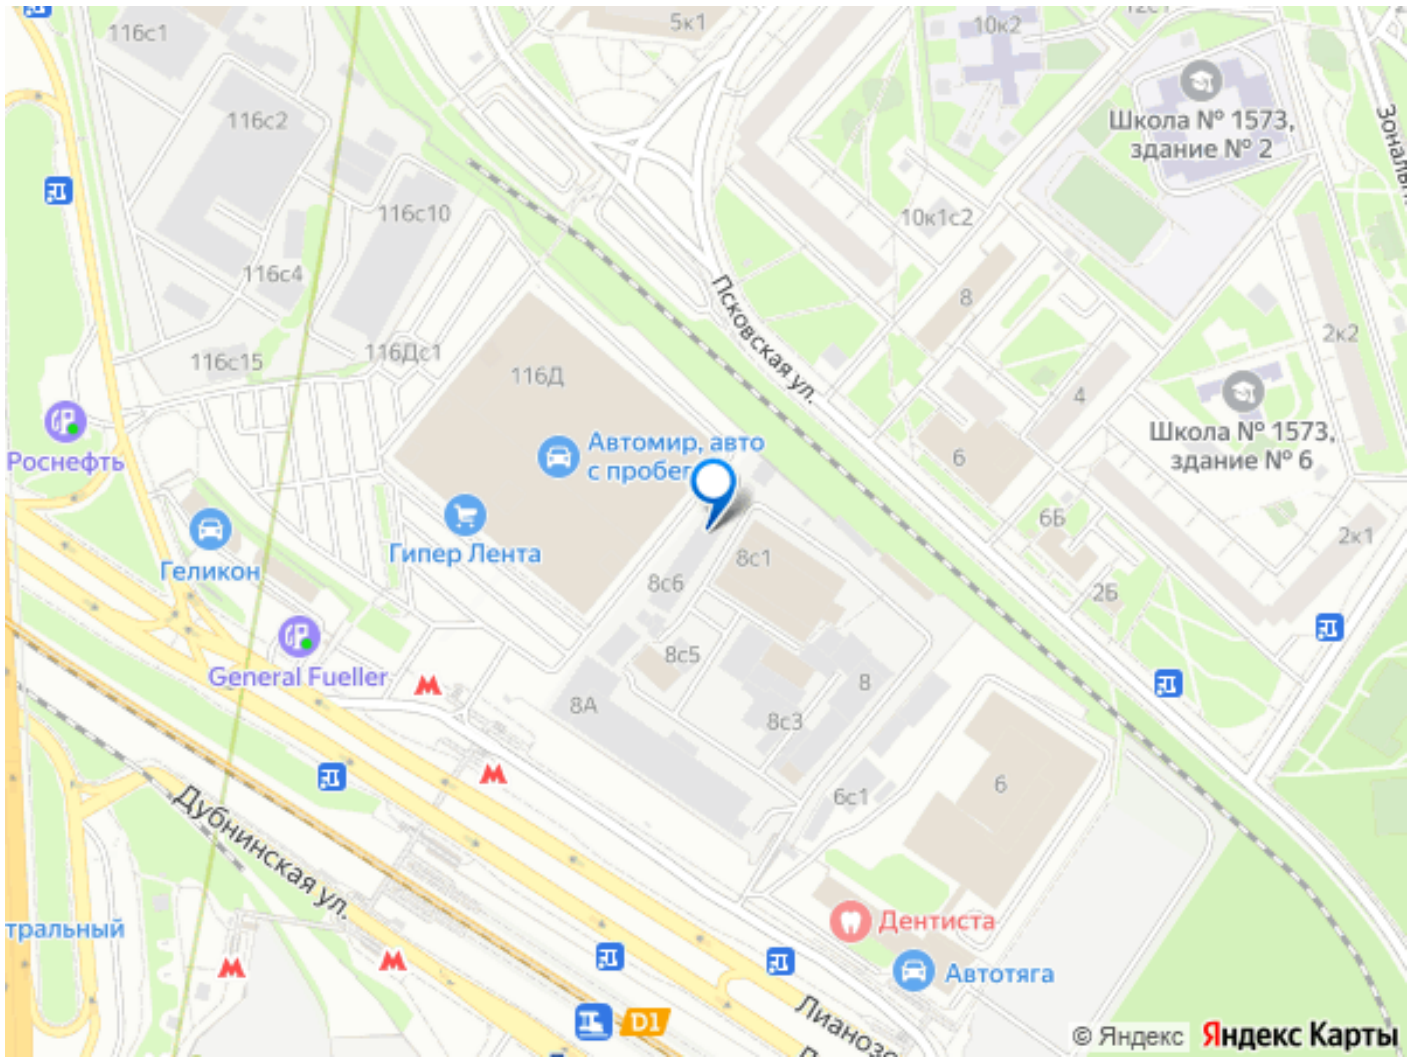 116с1
5к1
10к2
12с1
116с2
Школа № 1573,
здание № 2
Зональн
116с10
10к1с2
116с4
8
Псковская ул.
2к2
116Дс1
116с15
116Д
4
Автомир, авто
с пробег
Школа № 1573,
здание № 6
Роснефть
6
Гипер Лента
6Б
2к1
Геликон
8с1
8с6
2Б
General Fueller
8с5
8
8А
8с3
6
6с1
Дубнинская ул.
Дентиста
тральный
Автотяга
D1
Лианозо
© Яндекс Яндекс Карты